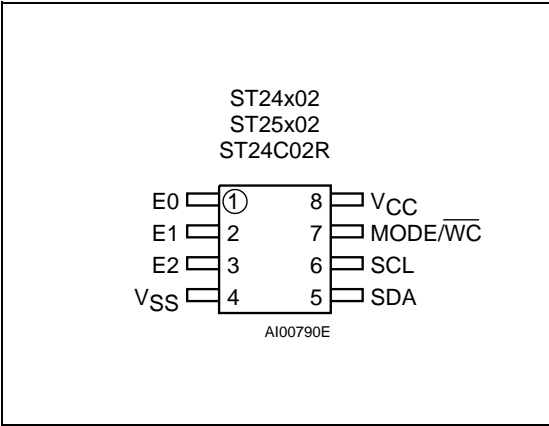 ST24x02
ST25x02
ST24C02R
E0 1 8 VCC
E1 2 7 MODE/WC
E2 3 6 SCL
VSS 4 5 SDA
AI00790E